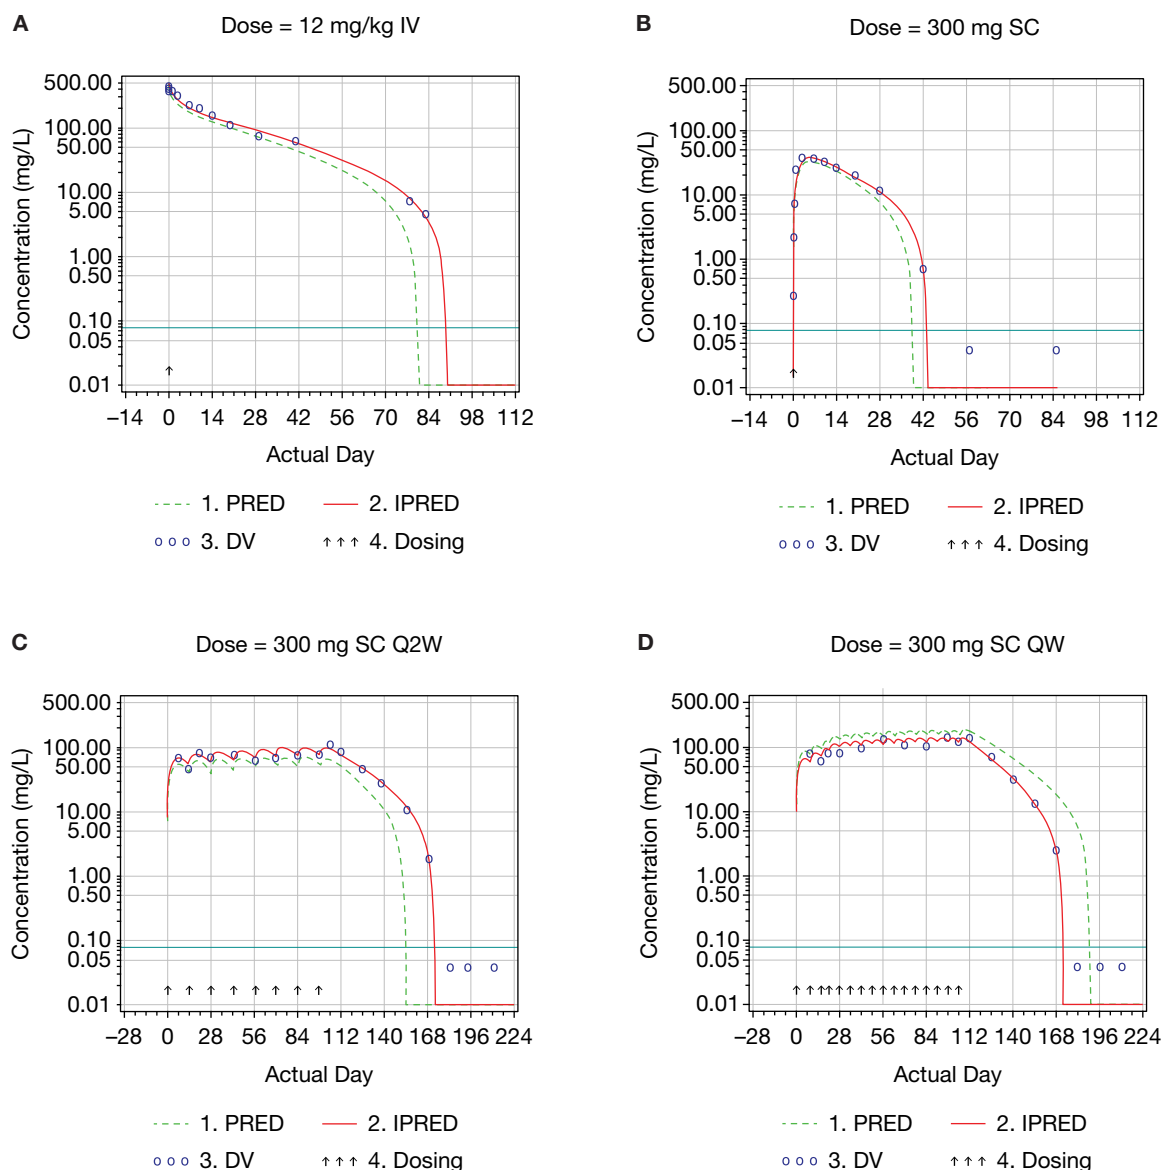 A
Dose = 12 mg/kg IV
Concentration (mg/L)
500.00
100.00
50.00
10.00
5.00
1.00
0.50
0.10
0.05
0.01
−14 0 14 28 42 56 70 84 98 112
Actual Day
1. PRED 2. IPRED
3. DV 4. Dosing
B
Dose = 300 mg SC
Concentration (mg/L)
500.00
100.00
50.00
10.00
5.00
1.00
0.50
0.10
0.05
0.01
−14 0 14 28 42 56 70 84 98 112
Actual Day
1. PRED 2. IPRED
3. DV 4. Dosing
C
Dose = 300 mg SC Q2W
Concentration (mg/L)
500.00
100.00
50.00
10.00
5.00
1.00
0.50
0.10
0.05
0.01
−28 0 28 56 84 112 140 168 196 224
Actual Day
1. PRED 2. IPRED
3. DV 4. Dosing
D
Dose = 300 mg SC QW
Concentration (mg/L)
500.00
100.00
50.00
10.00
5.00
1.00
0.50
0.10
0.05
0.01
−28 0 28 56 84 112 140 168 196 224
Actual Day
1. PRED 2. IPRED
3. DV 4. Dosing